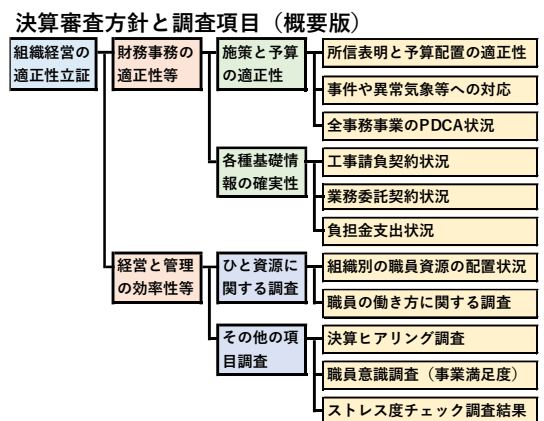 決算審査方針と調査項目（概要版）
組織経営の
適正性立証
財務事務の
適正性等
施策と予算
の適正性
所信表明と予算配置の適正性
事件や異常気象等への対応
全事務事業のPDCA状況
各種基礎情
報の確実性
工事請負契約状況
業務委託契約状況
負担金支出状況
経営と管理
の効率性等
ひと資源に
関する調査
組織別の職員資源の配置状況
職員の働き方に関する調査
その他の項
目調査
決算ヒアリング調査
職員意識調査（事業満足度）
ストレス度チェック調査結果